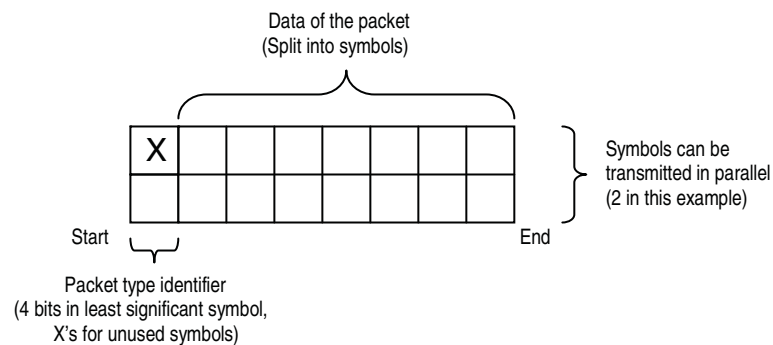 Data of the packet
(Split into symbols)
X
Symbols can be
transmitted in parallel
(2 in this example)
Start
End
Packet type identifier
(4 bits in least significant symbol,
X's for unused symbols)